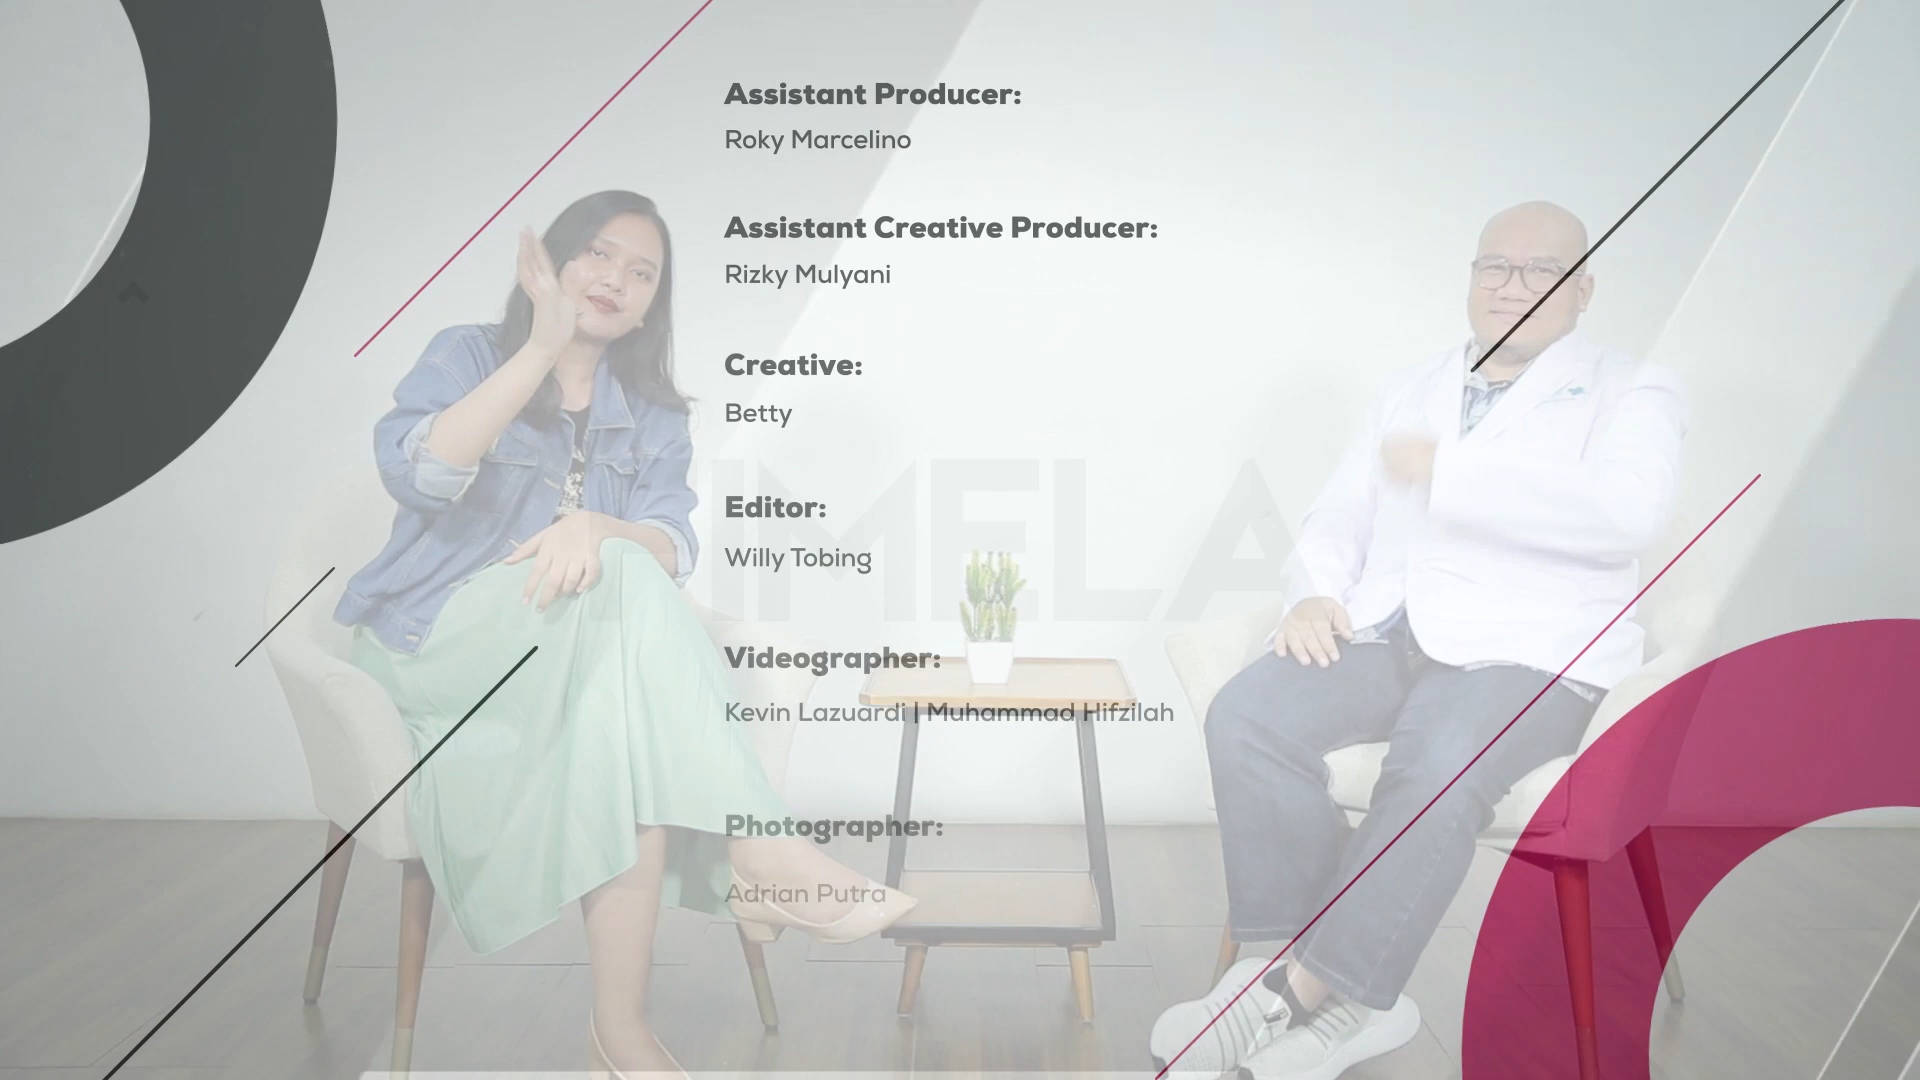 Assistant Producer:
Roky Marcelino
Assistant Creative Producer:
Rizky Mulyani
Creative:
Betty
Editor:
Willy Tobing
Videographer:
Kevin Lazuardi | Muhammad Hifzilah
Photographer:
Adrian Putra